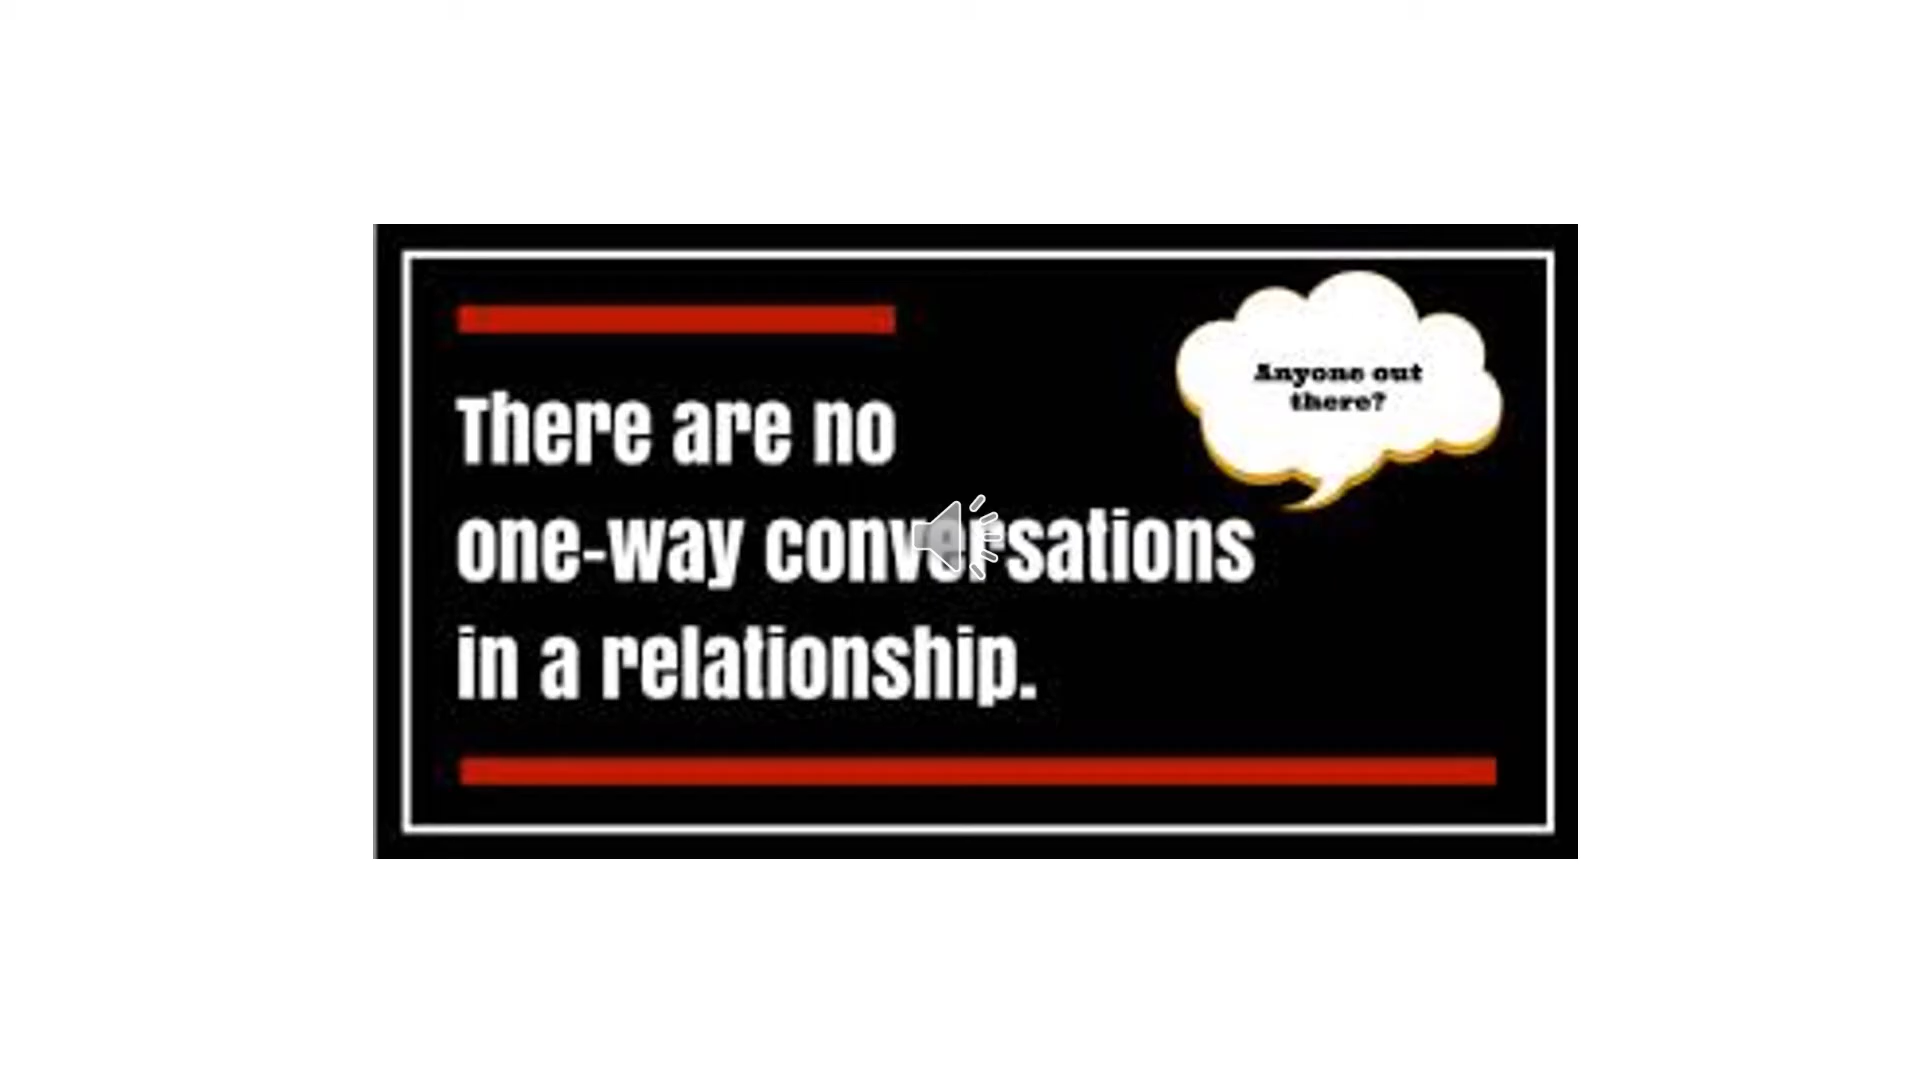 Anyone out
there?
There are no
one-way conversations
in a relationship.